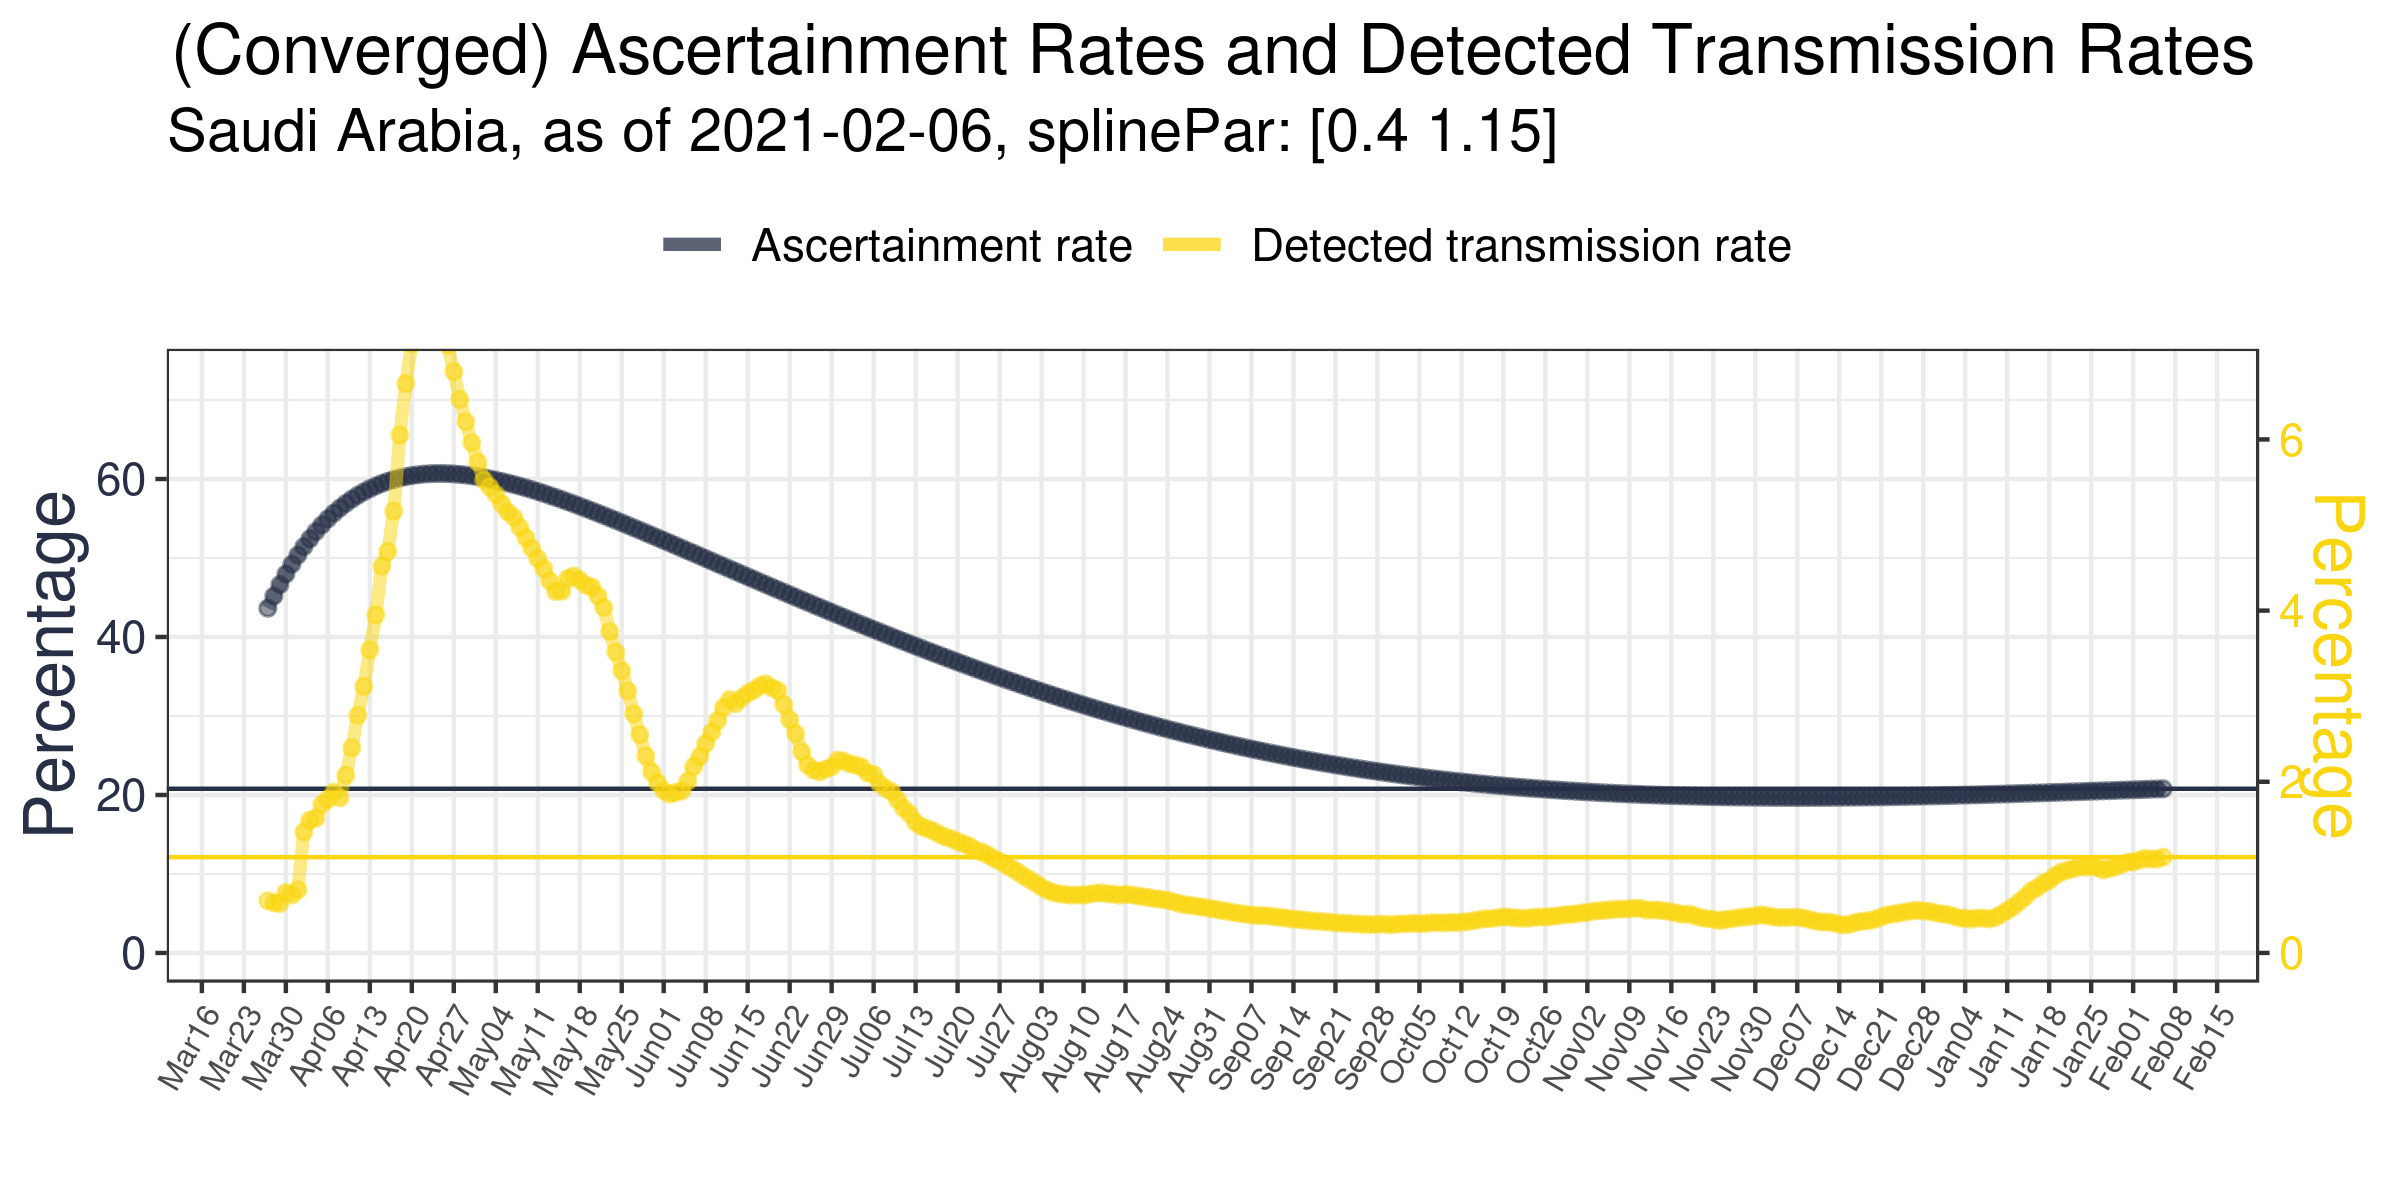 (Converged) Ascertainment Rates and Detected Transmission Rates
Saudi Arabia, as of 2021-02-06, splinePar: [0.4 1.15]
Ascertainment rate
Detected transmission rate
Percentage
60
40
20
0
6
4
2
0
Percentage
Mar16
Mar23
Mar30
Apr06
Apr13
Apr20
Apr27
May04
May11
May18
May25
Jun01
Jun08
Jun15
Jun22
Jun29
Jul06
Jul13
Jul20
Jul27
Aug03
Aug10
Aug17
Aug24
Aug31
Sep07
Sep14
Sep21
Sep28
Oct05
Oct12
Oct19
Oct26
Nov02
Nov09
Nov16
Nov23
Nov30
Dec07
Dec14
Dec21
Dec28
Jan04
Jan11
Jan18
Jan25
Feb01
Feb08
Feb15